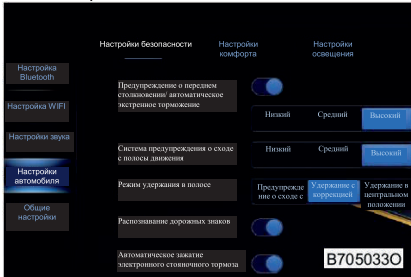 Настройки безопасности
Настройки
комфорта
Настройки
освещения
Настройка
Bluetooth
Настройка WIFI
Настройки звука
Настройки
автомобиля
Общие
настройки
Предупреждение о переднем
столкновении/ автоматическое
экстренное торможение
Низкий Средний Высокий
Система предупреждения о сходе
с полосы движения
Низкий Средний Высокий
Режим удержания в полосе
Предупрежде
ние о сходе с
Удержание с
коррекцией
Удержание в
центральном
положении
Распознавание дорожных знаков
Автоматическое зажатие
электронного стояночного тормоза
B705033O